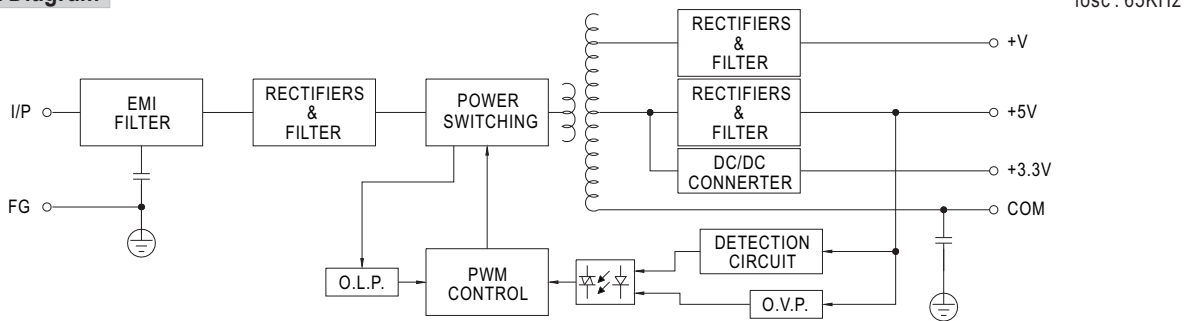 Diagram
fosc : 65KHz
RECTIFIERS
&
FILTER
+V
I/P
EMI
FILTER
RECTIFIERS
&
FILTER
POWER
SWITCHING
RECTIFIERS
&
FILTER
+5V
DC/DC
CONNERTER
+3.3V
FG
COM
DETECTION
CIRCUIT
O.L.P.
PWM
CONTROL
O.V.P.